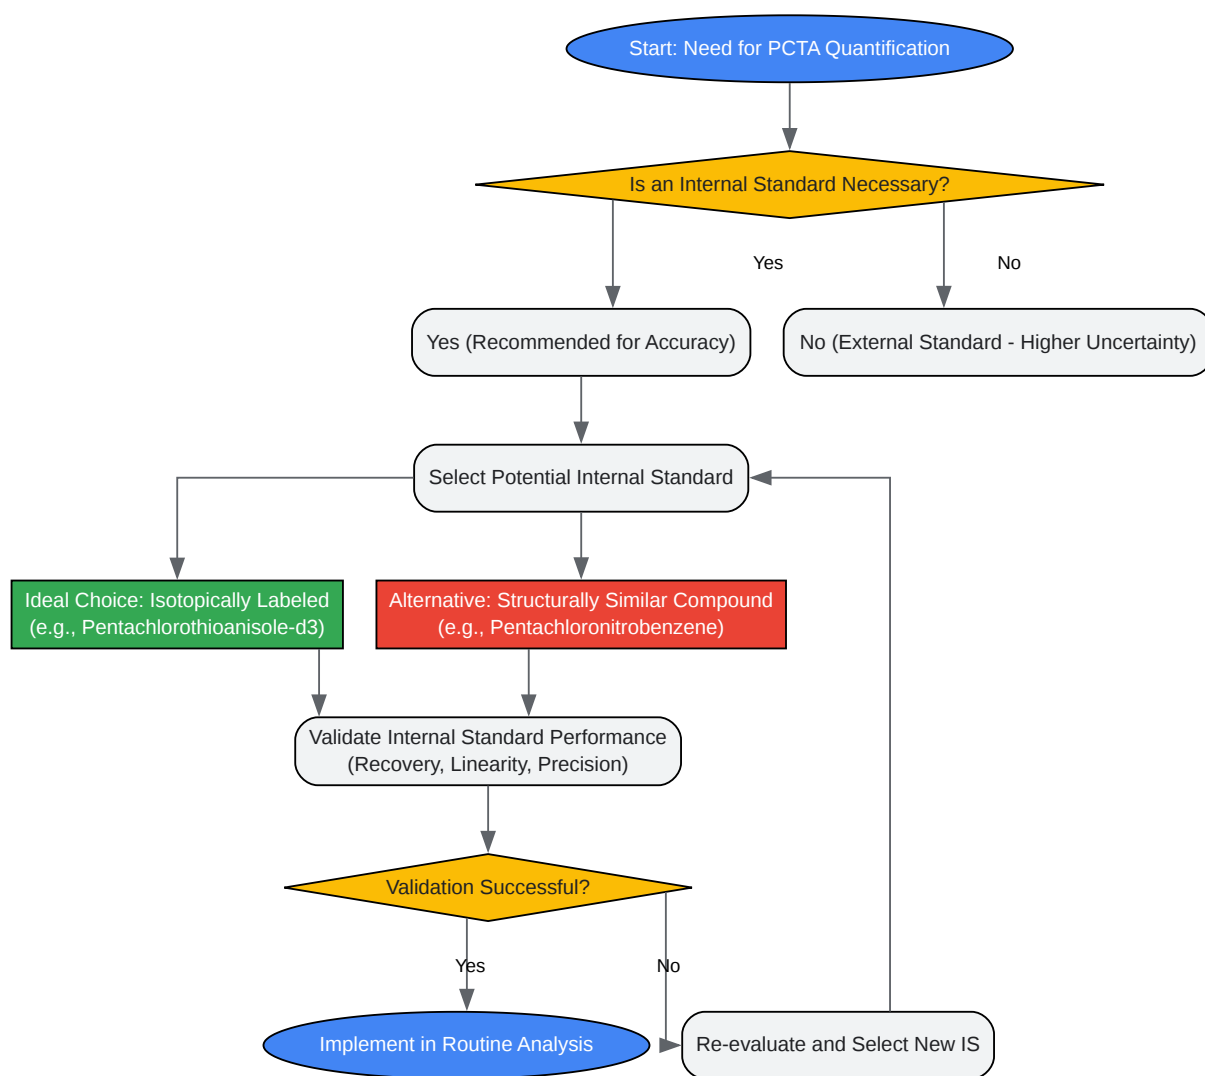 Start: Need for PCTA Quantification
Is an Internal Standard Necessary?
Yes
No
Yes (Recommended for Accuracy)
No (External Standard - Higher Uncertainty)
Select Potential Internal Standard
Ideal Choice: Isotopically Labeled
(e.g., Pentachlorothioanisole-d3)
Alternative: Structurally Similar Compound
(e.g., Pentachloronitrobenzene)
Validate Internal Standard Performance
(Recovery, Linearity, Precision)
Validation Successful?
Yes
No
Implement in Routine Analysis
Re-evaluate and Select New IS